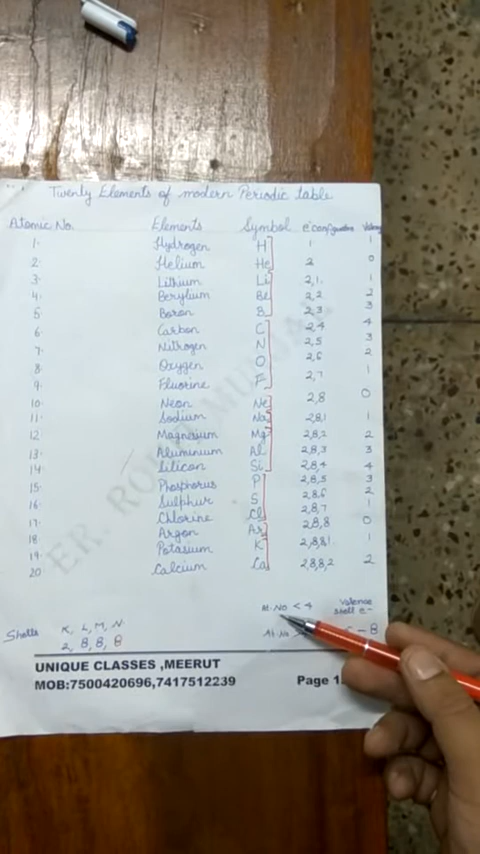 Twenty Elements of modern Periodic table
Atomic No. Elements Symbol e⁻configuration Valency
1. Hydrogen H 1 1
2. Helium He 2 0
3. Lithium Li 2,1. 1
4. Berylium Be 2,2 2
5 Boron B 2,3 3
6. Carbon C 2,4 4
7. Nitrogen N 2,5 3
8. Oxygen O 2,6 2
9. Fluorine F 2,7 1
10. Neon Ne 2,8 0
11. Sodium Na 2,8,1 1
12 Magnesium Mg 2,8,2 2
13. Aluminium Al 2,8,3 3
14. Silicon Si 2,8,4 4
15. Phosphorus P 2,8,5 3
16. Sulphur S 2,8,6 2
17. Chlorine Cl 2,8,7 1
18. Argon Ar 2,8,8 0
19. Potasium K 2,8,8,1 1
20 Calcium Ca 2,8,8,2 2
At. No < 4 Valence shell e-
At. No > - 8
Shells K, L, M, N
2, 8, 8, 8
UNIQUE CLASSES ,MEERUT
MOB:7500420696,7417512239 Page 1
ER. ROHIT